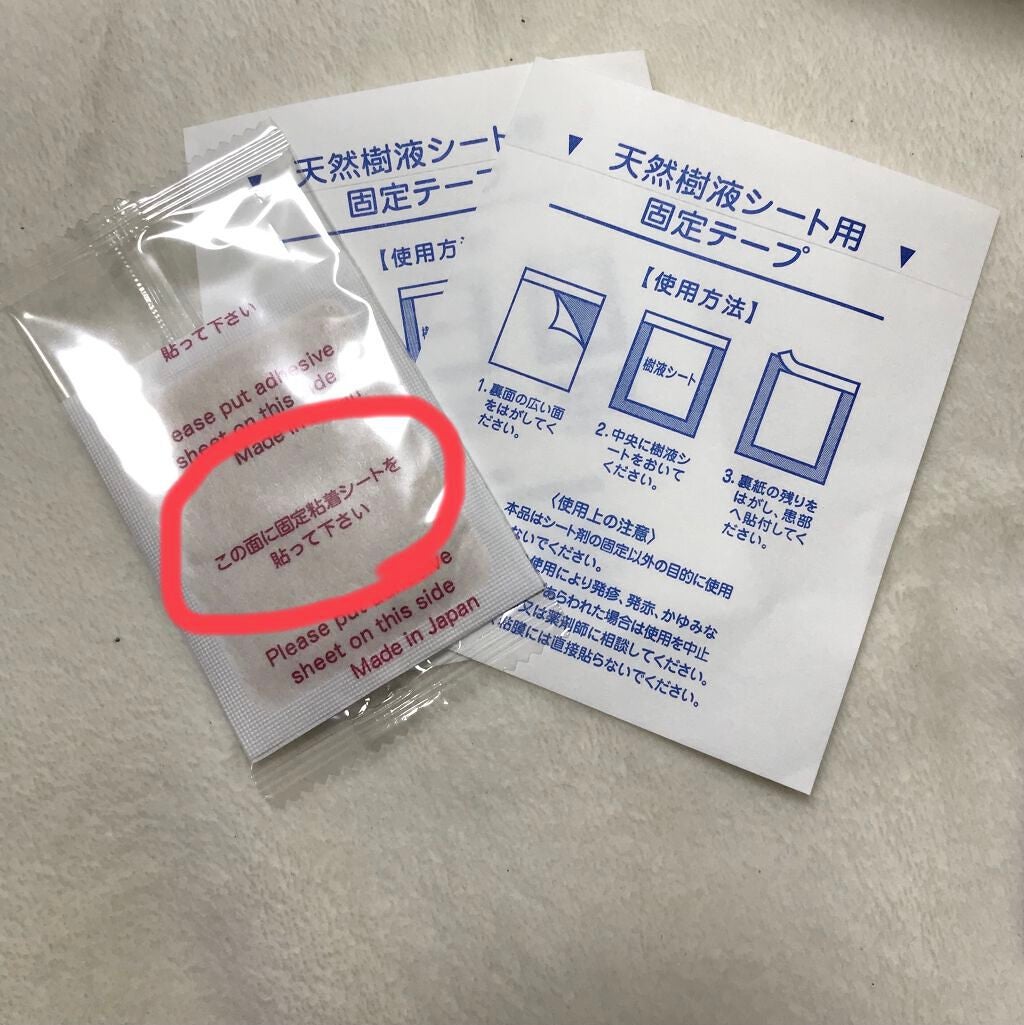 貼って下さい
ease put adhesive
sheet on this side
Made in
この面に固定粘着シートを
貼って下さい
Please put
sheet on this side
Made in Japan
天然樹液シート
固定テー
【使用方
天然樹液シート用
固定テープ
【使用方法】
樹液シート
1.裏面の広い面
をはがしてく
ださい。
2.中央に樹液シ
ートをおいて
ください。
3.裏紙の残りを
はがし、患部
へ貼付してく
ださい。
〈使用上の注意〉
本品はシート剤の固定以外の目的に使用
ないでください。
使用により発疹、発赤、かゆみな
あらわれた場合は使用を中止
又は薬剤師に相談してください。
粘膜には直接貼らないでください。